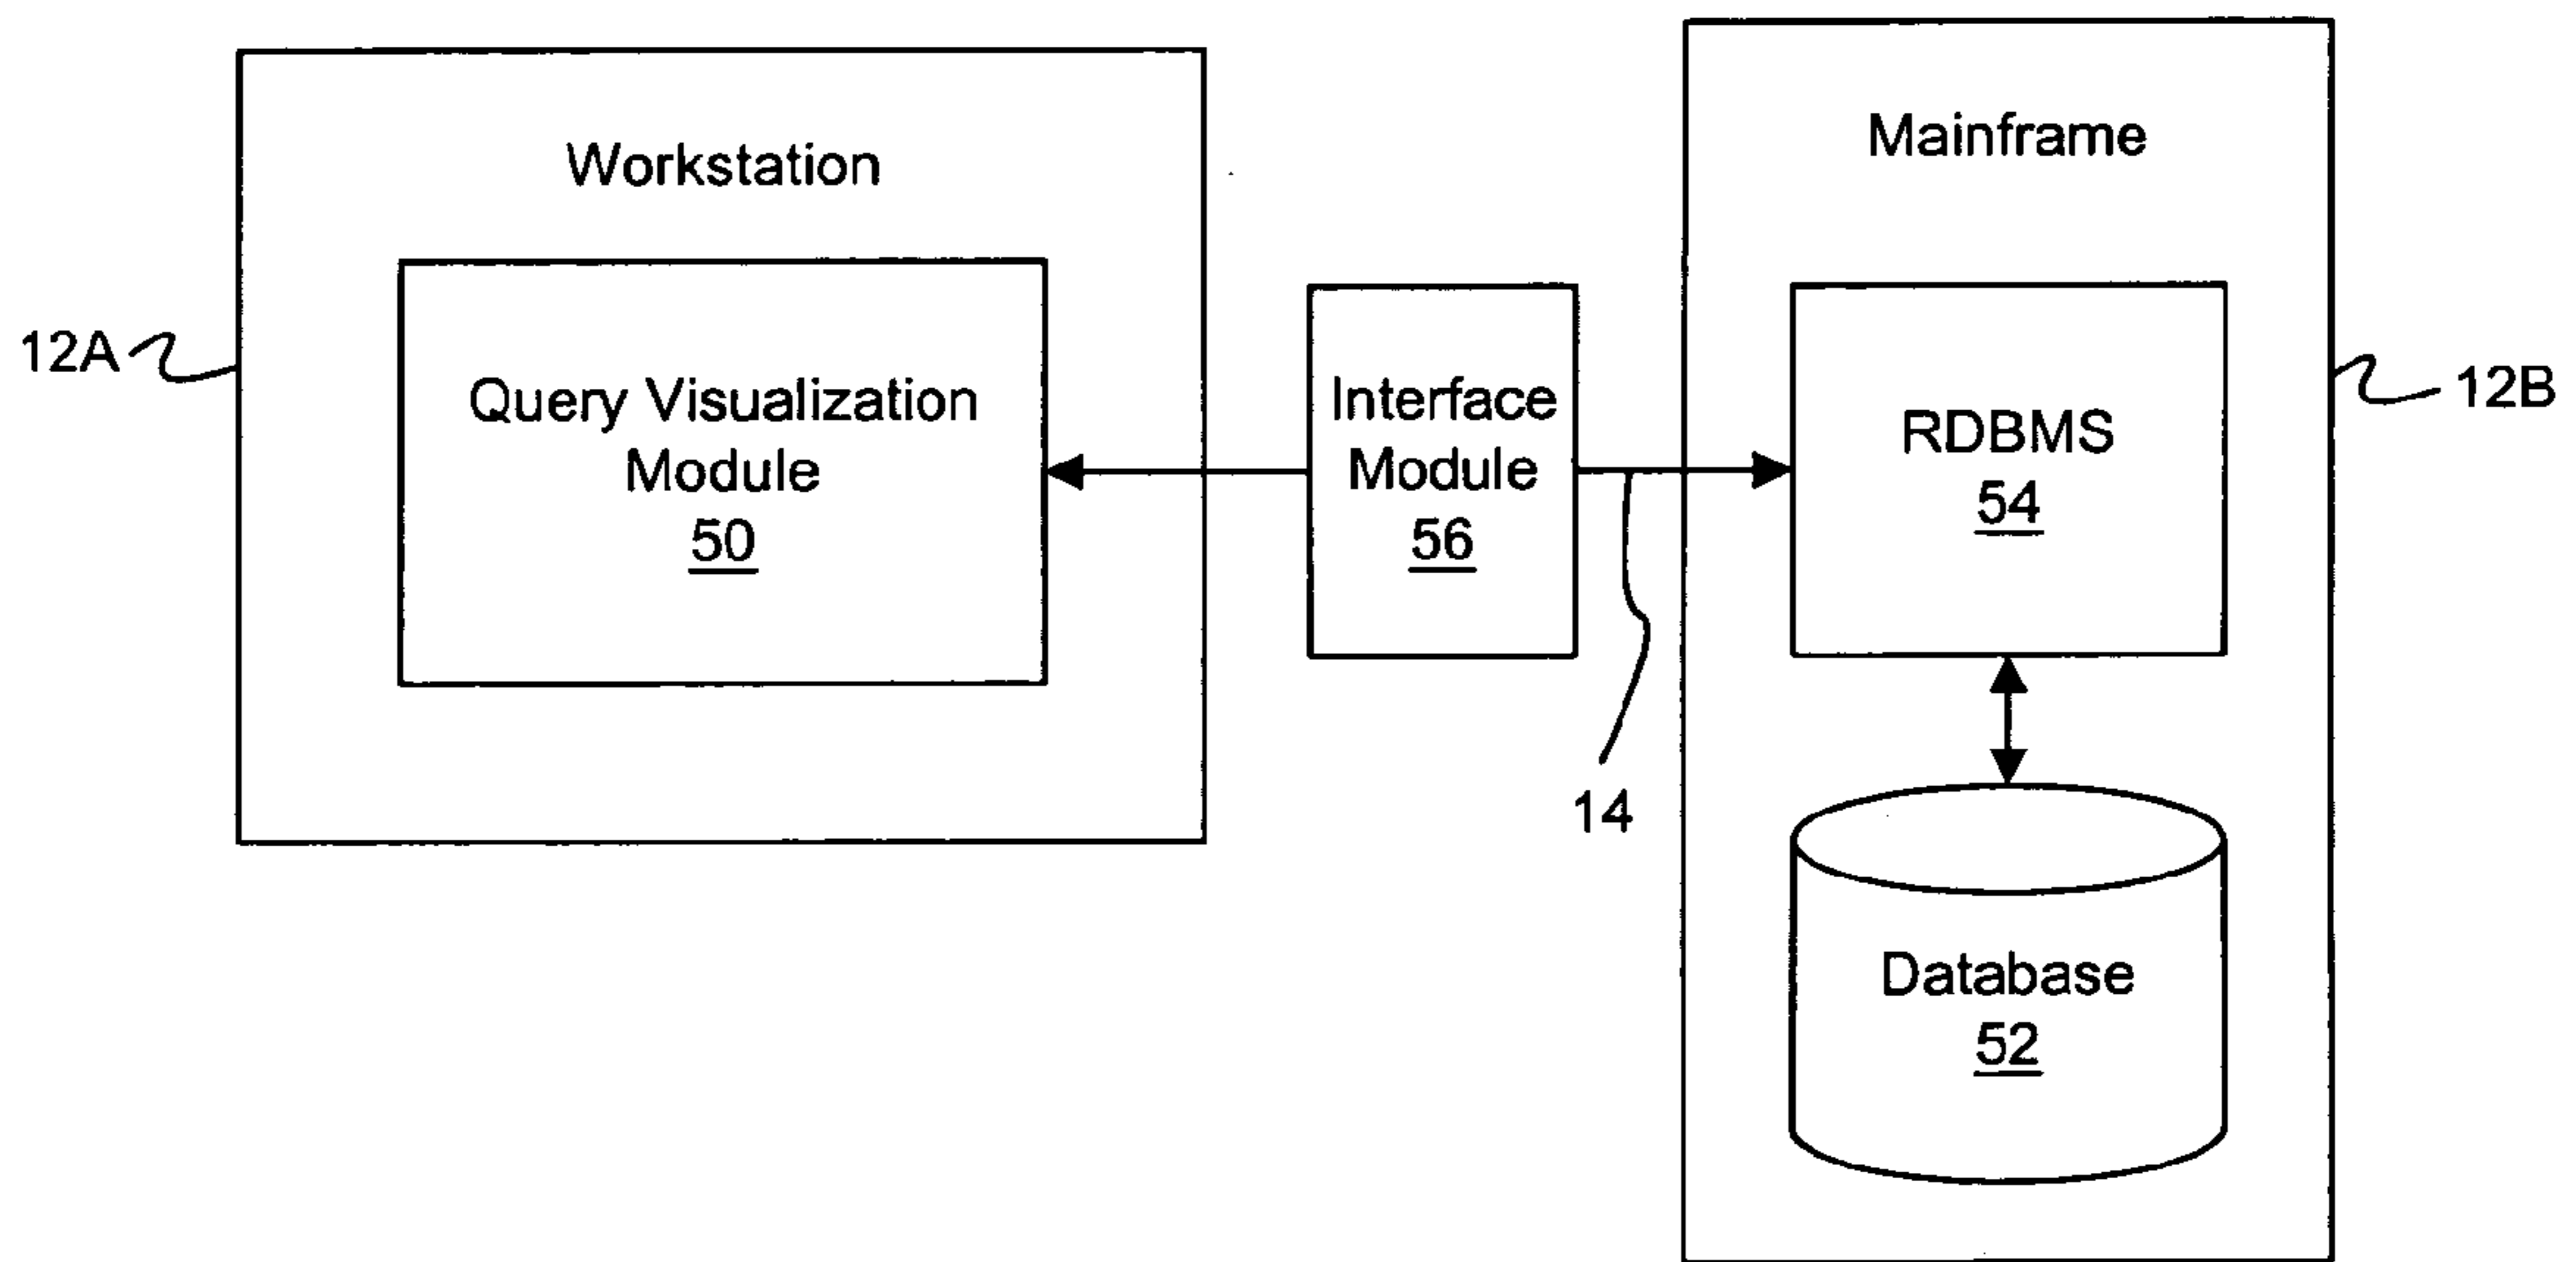 Workstation
Mainframe
12A
Query Visualization
Module
50
Interface
Module
56
RDBMS
54
12B
14
Database
52